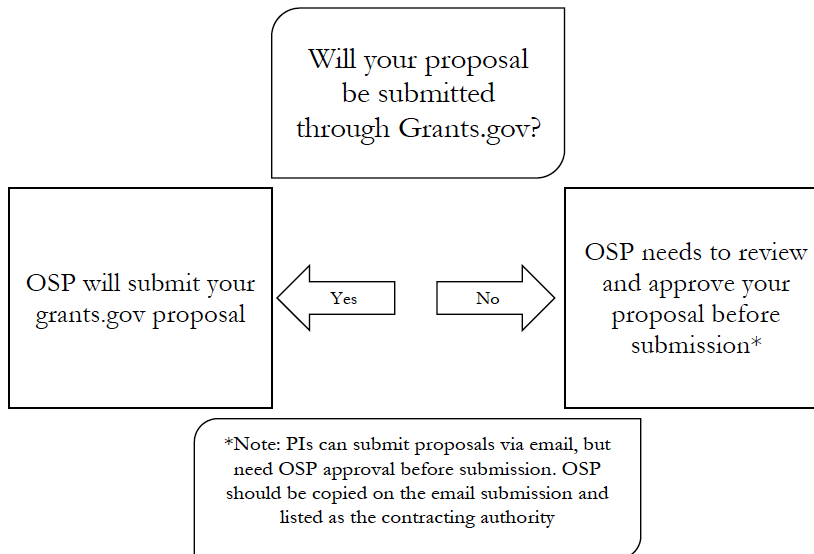 Will your proposal
be submitted
through Grants.gov?
OSP will submit your
grants.gov proposal
Yes
No
OSP needs to review
and approve your
proposal before
submission*
*Note: PIs can submit proposals via email, but
need OSP approval before submission. OSP
should be copied on the email submission and
listed as the contracting authority